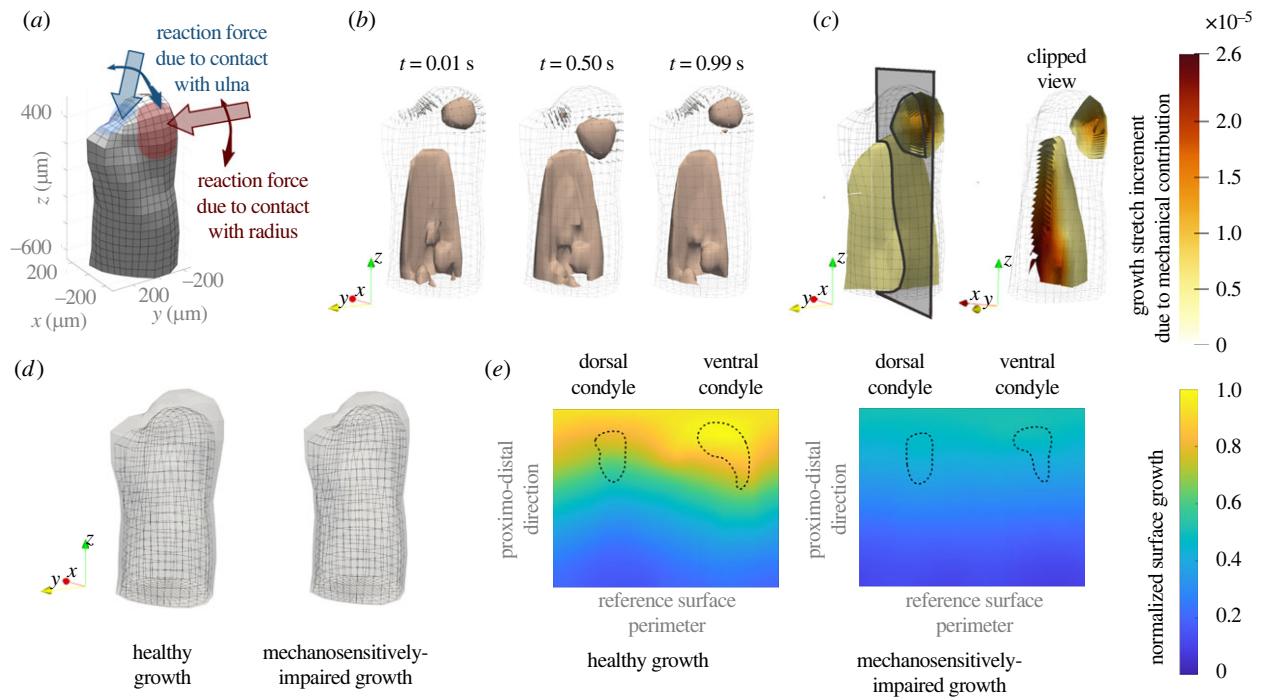 (a)
reaction force
due to contact
with ulna
reaction force
due to contact
with radius
400
z (μm)
−600
200
−200
x (μm)
200
−200
y (μm)
(b)
t = 0.01 s
t = 0.50 s
t = 0.99 s
z
y
x
(c)
clipped
view
z
y
x
z
x
y
×10⁻⁵
2.6
2.0
1.5
1.0
0.5
0
growth stretch increment
due to mechanical contribution
(d)
z
y
x
healthy
growth
mechanosensitively-
impaired growth
(e)
dorsal
condyle
ventral
condyle
proximo-distal
direction
reference surface
perimeter
healthy growth
dorsal
condyle
ventral
condyle
proximo-distal
direction
reference surface
perimeter
mechanosensitively-
impaired growth
normalized surface growth
1.0
0.8
0.6
0.4
0.2
0